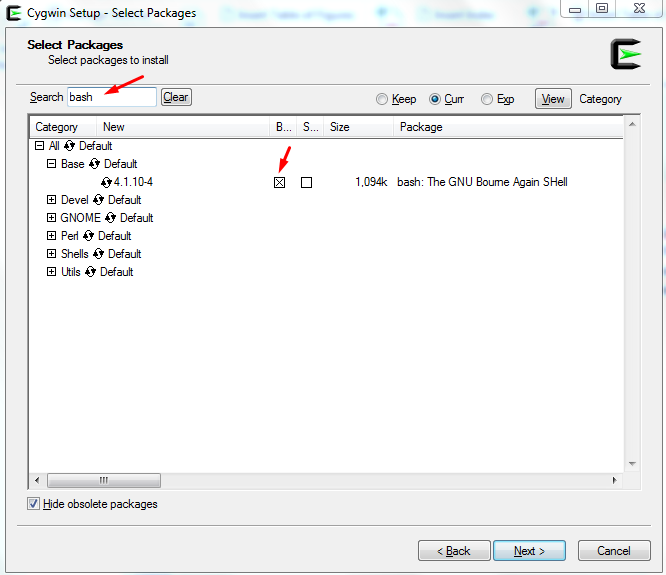 Cygwin Setup - Select Packages
Select Packages
Select packages to install
Search bash Clear Keep Curr Exp View Category
Category New B... S... Size Package
All Default
Base Default
4.1.10-4 1,094k bash: The GNU Bourne Again SHell
Devel Default
GNOME Default
Perl Default
Shells Default
Utils Default
Hide obsolete packages
< Back Next > Cancel